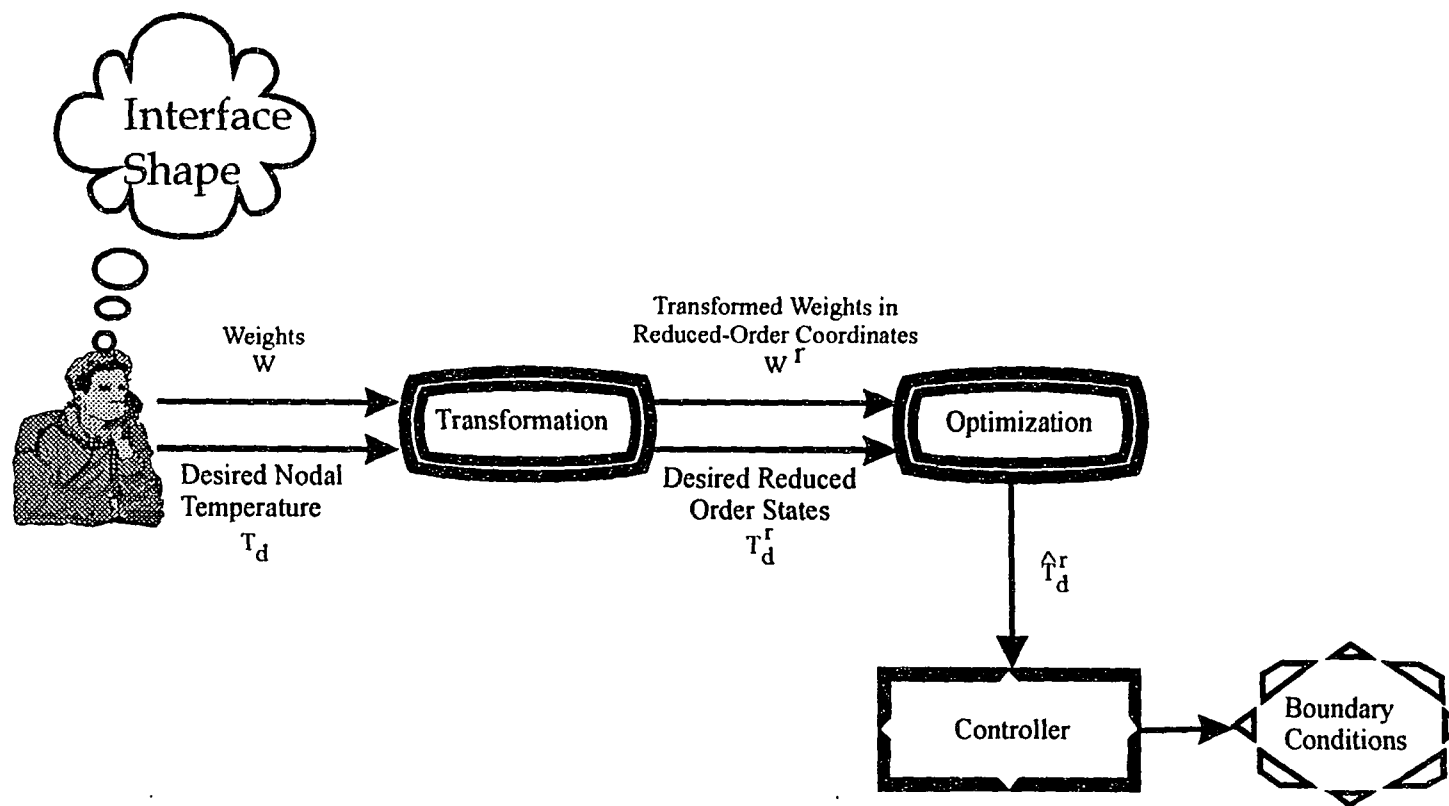 Interface
Shape
Weights
W
Desired Nodal
Temperature
T_d
Transformation
Transformed Weights in
Reduced-Order Coordinates
W^r
Desired Reduced
Order States
T_d^r
Optimization
T̂_d^r
Controller
Boundary
Conditions